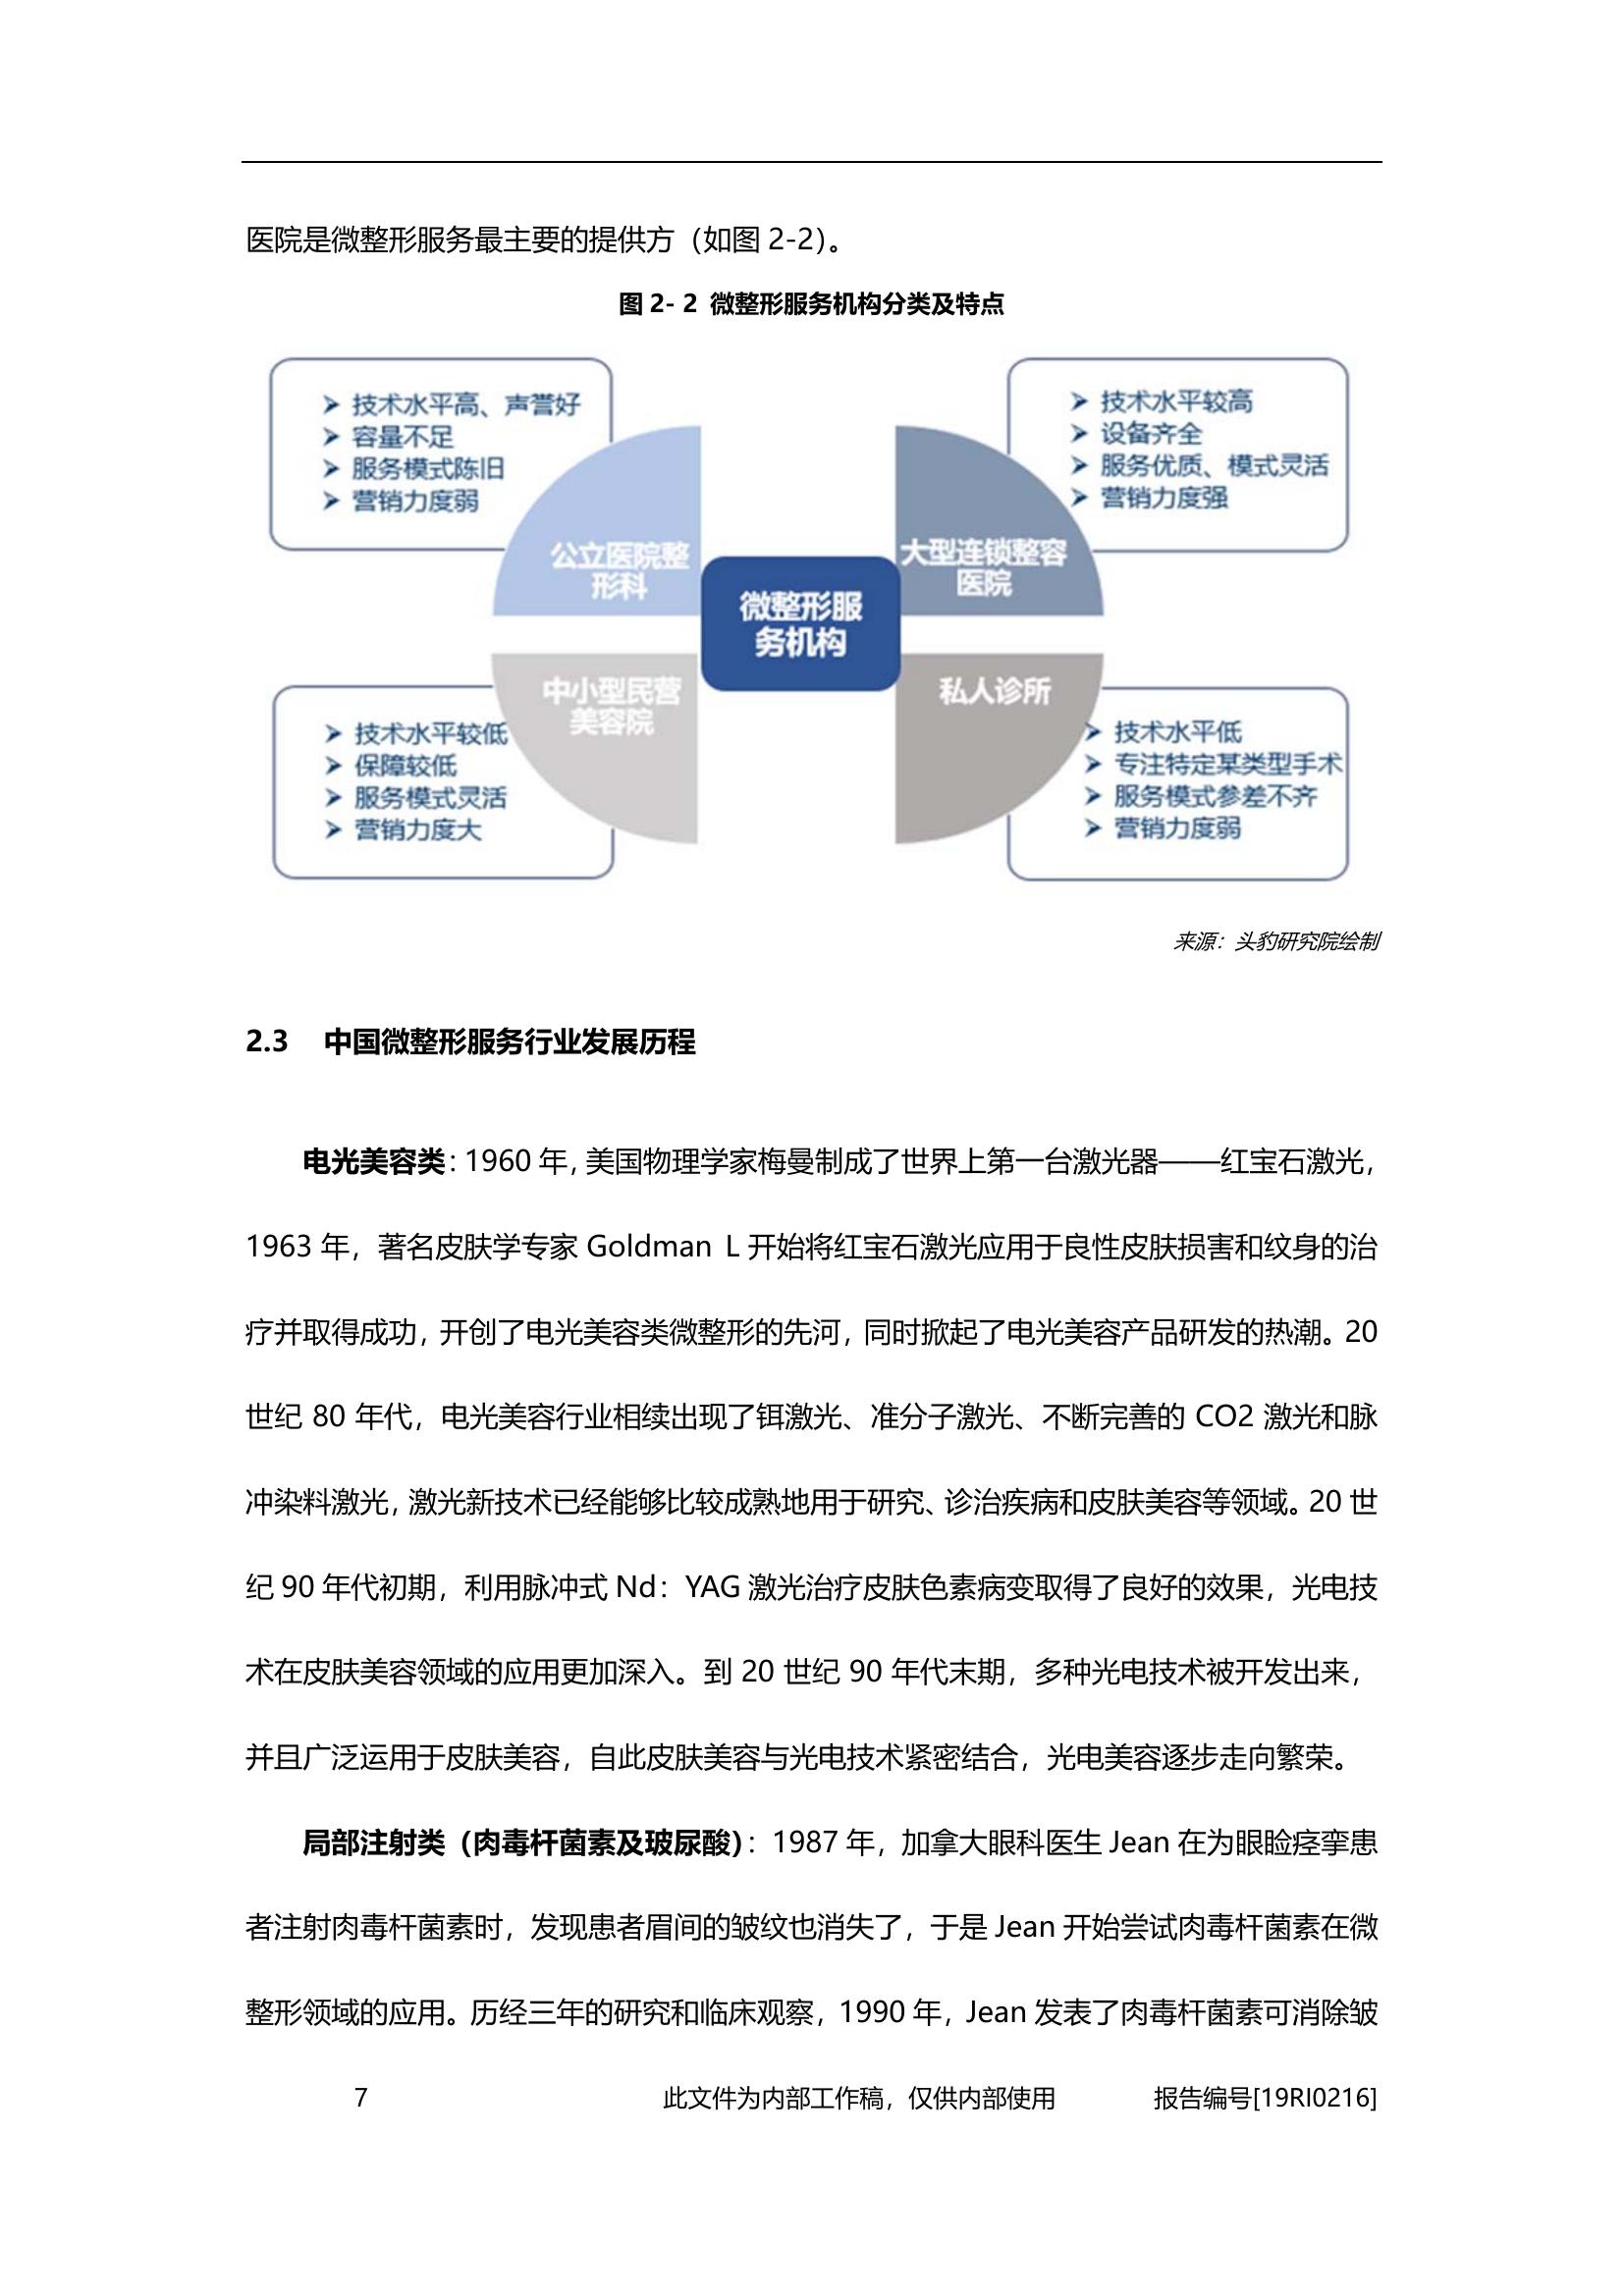 医院是微整形服务最主要的提供方（如图 2-2）。
图 2- 2 微整形服务机构分类及特点
➢ 技术水平高、声誉好
➢ 容量不足
➢ 服务模式陈旧
➢ 营销力度弱
➢ 技术水平较高
➢ 设备齐全
➢ 服务优质、模式灵活
➢ 营销力度强
公立医院整
形科
大型连锁整容
医院
微整形服
务机构
中小型民营
美容院
私人诊所
➢ 技术水平较低
➢ 保障较低
➢ 服务模式灵活
➢ 营销力度大
➢ 技术水平低
➢ 专注特定某类型手术
➢ 服务模式参差不齐
➢ 营销力度弱
来源：头豹研究院绘制
2.3 中国微整形服务行业发展历程
电光美容类：1960 年，美国物理学家梅曼制成了世界上第一台激光器——红宝石激光，
1963 年，著名皮肤学专家 Goldman L 开始将红宝石激光应用于良性皮肤损害和纹身的治
疗并取得成功，开创了电光美容类微整形的先河，同时掀起了电光美容产品研发的热潮。20
世纪 80 年代，电光美容行业相续出现了铒激光、准分子激光、不断完善的 CO2 激光和脉
冲染料激光，激光新技术已经能够比较成熟地用于研究、诊治疾病和皮肤美容等领域。20 世
纪 90 年代初期，利用脉冲式 Nd：YAG 激光治疗皮肤色素病变取得了良好的效果，光电技
术在皮肤美容领域的应用更加深入。到 20 世纪 90 年代末期，多种光电技术被开发出来，
并且广泛运用于皮肤美容，自此皮肤美容与光电技术紧密结合，光电美容逐步走向繁荣。
局部注射类（肉毒杆菌素及玻尿酸）：1987 年，加拿大眼科医生 Jean 在为眼睑痉挛患
者注射肉毒杆菌素时，发现患者眉间的皱纹也消失了，于是 Jean 开始尝试肉毒杆菌素在微
整形领域的应用。历经三年的研究和临床观察，1990 年，Jean 发表了肉毒杆菌素可消除皱
7 此文件为内部工作稿，仅供内部使用 报告编号[19RI0216]